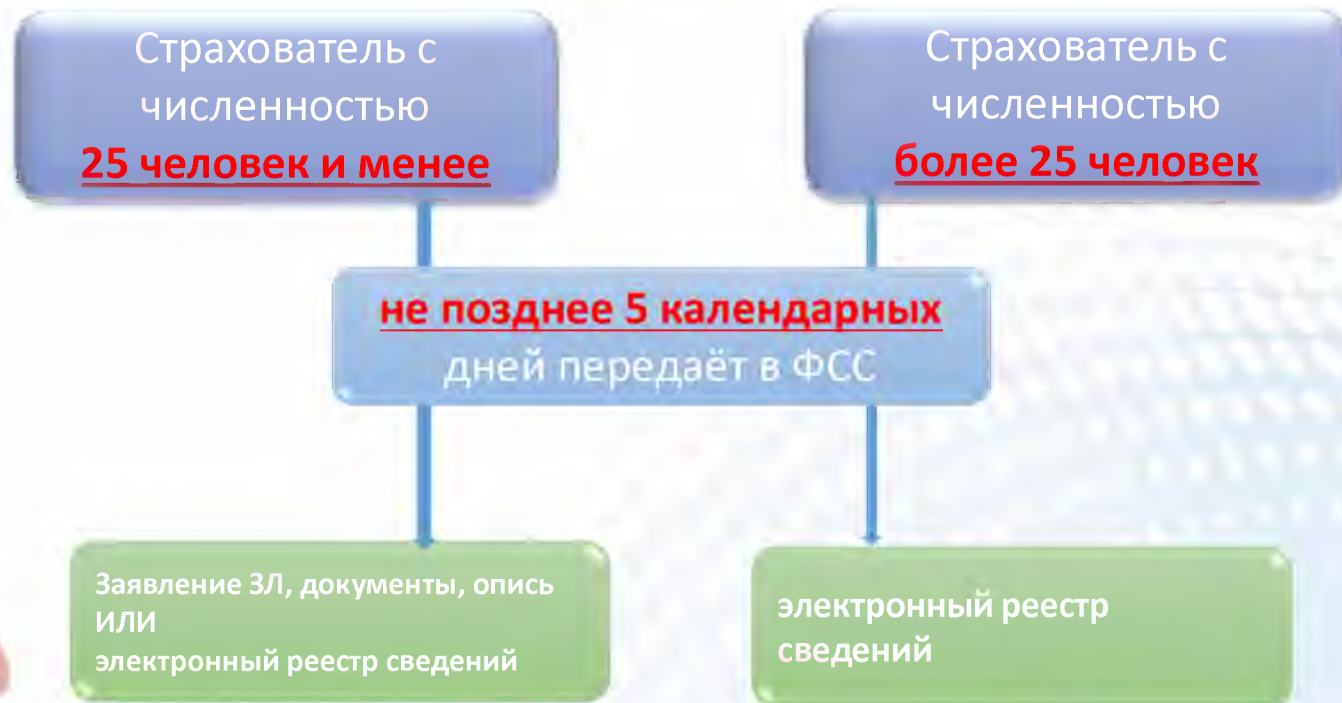 Страхователь с
численностью
25 человек и менее
Страхователь с
численностью
более 25 человек
не позднее 5 календарных
дней передаёт в ФСС
Заявление ЗЛ, документы, опись
ИЛИ
электронный реестр сведений
электронный реестр
сведений